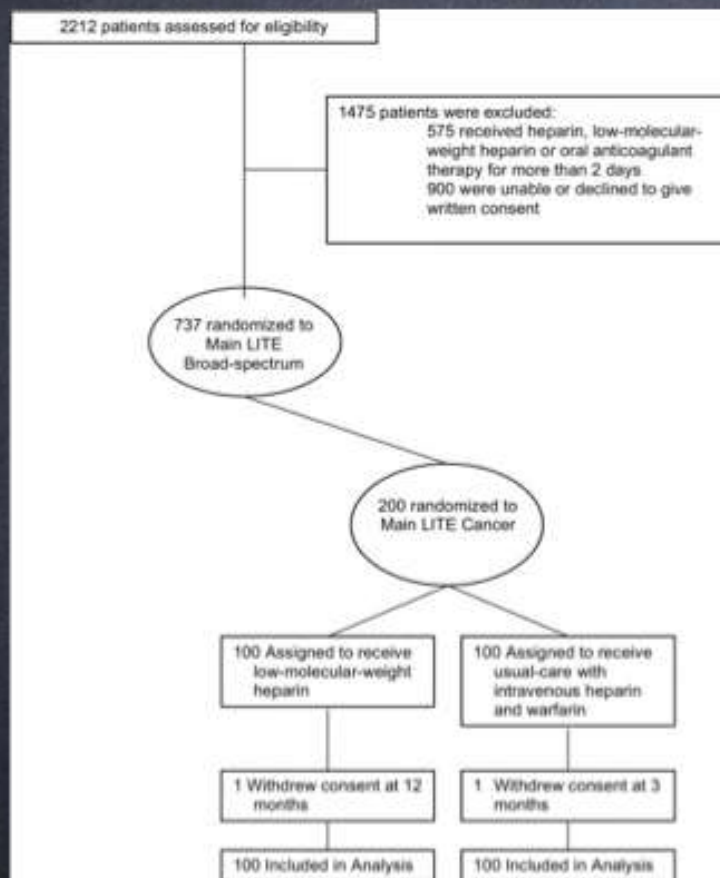 2212 patients assessed for eligibility
1475 patients were excluded:
575 received heparin, low-molecular-
weight heparin or oral anticoagulant
therapy for more than 2 days
900 were unable or declined to give
written consent
737 randomized to
Main LITE
Broad-spectrum
200 randomized to
Main LITE Cancer
100 Assigned to receive
low-molecular-weight
heparin
100 Assigned to receive
usual-care with
intravenous heparin
and warfarin
1 Withdrew consent at 12
months
1 Withdrew consent at 3
months
100 Included in Analysis
100 Included in Analysis